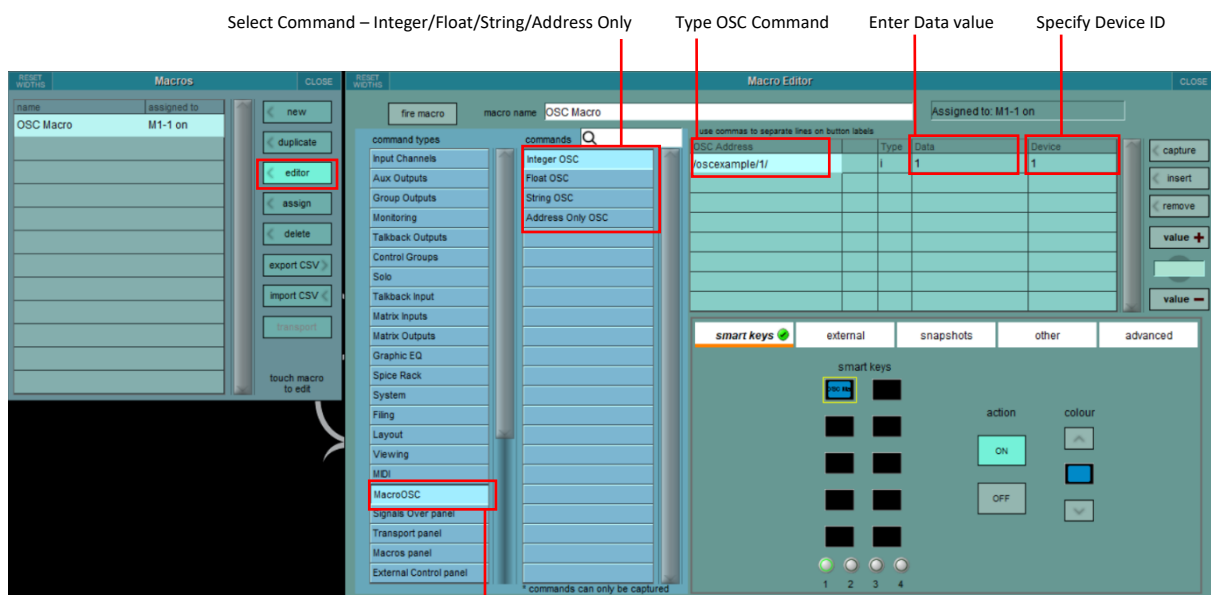 Select Command – Integer/Float/String/Address Only
Type OSC Command
Enter Data value
Specify Device ID
RESET WIDTHS
Macros
CLOSE
name
assigned to
OSC Macro
M1-1 on
new
duplicate
editor
assign
delete
export CSV
import CSV
transport
touch macro
to edit
RESET WIDTHS
Macro Editor
CLOSE
fire macro
macro name
OSC Macro
Assigned to: M1-1 on
use commas to separate lines on button labels
command types
Input Channels
Aux Outputs
Group Outputs
Monitoring
Talkback Outputs
Control Groups
Solo
Talkback Input
Matrix Inputs
Matrix Outputs
Graphic EQ
Spice Rack
System
Filing
Layout
Viewing
MIDI
MacroOSC
Signals Over panel
Transport panel
Macros panel
External Control panel
commands
Integer OSC
Float OSC
String OSC
Address Only OSC
* commands can only be captured
OSC Address
Type
Data
Device
/oscexample/1/
i
1
1
capture
insert
remove
value +
value –
smart keys
external
snapshots
other
advanced
smart keys
action
colour
ON
OFF
1
2
3
4